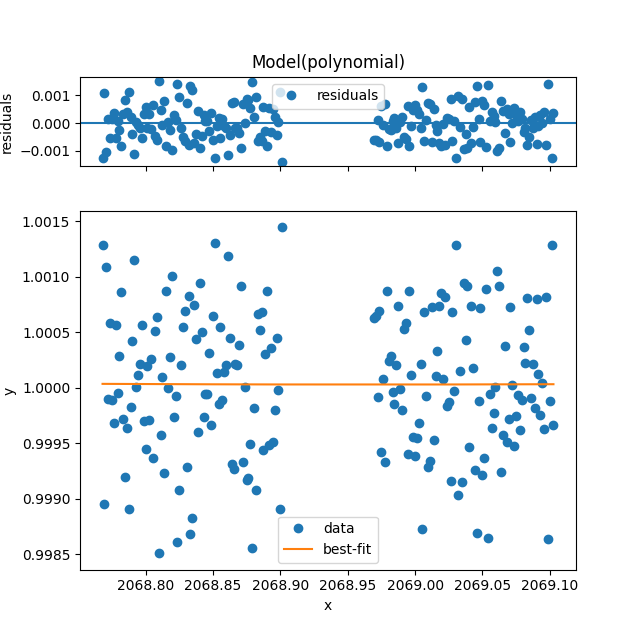 Model(polynomial)
residuals
0.001
0.000
−0.001
residuals
y
1.0015
1.0010
1.0005
1.0000
0.9995
0.9990
0.9985
data
best-fit
2068.80 2068.85 2068.90 2068.95 2069.00 2069.05 2069.10
x